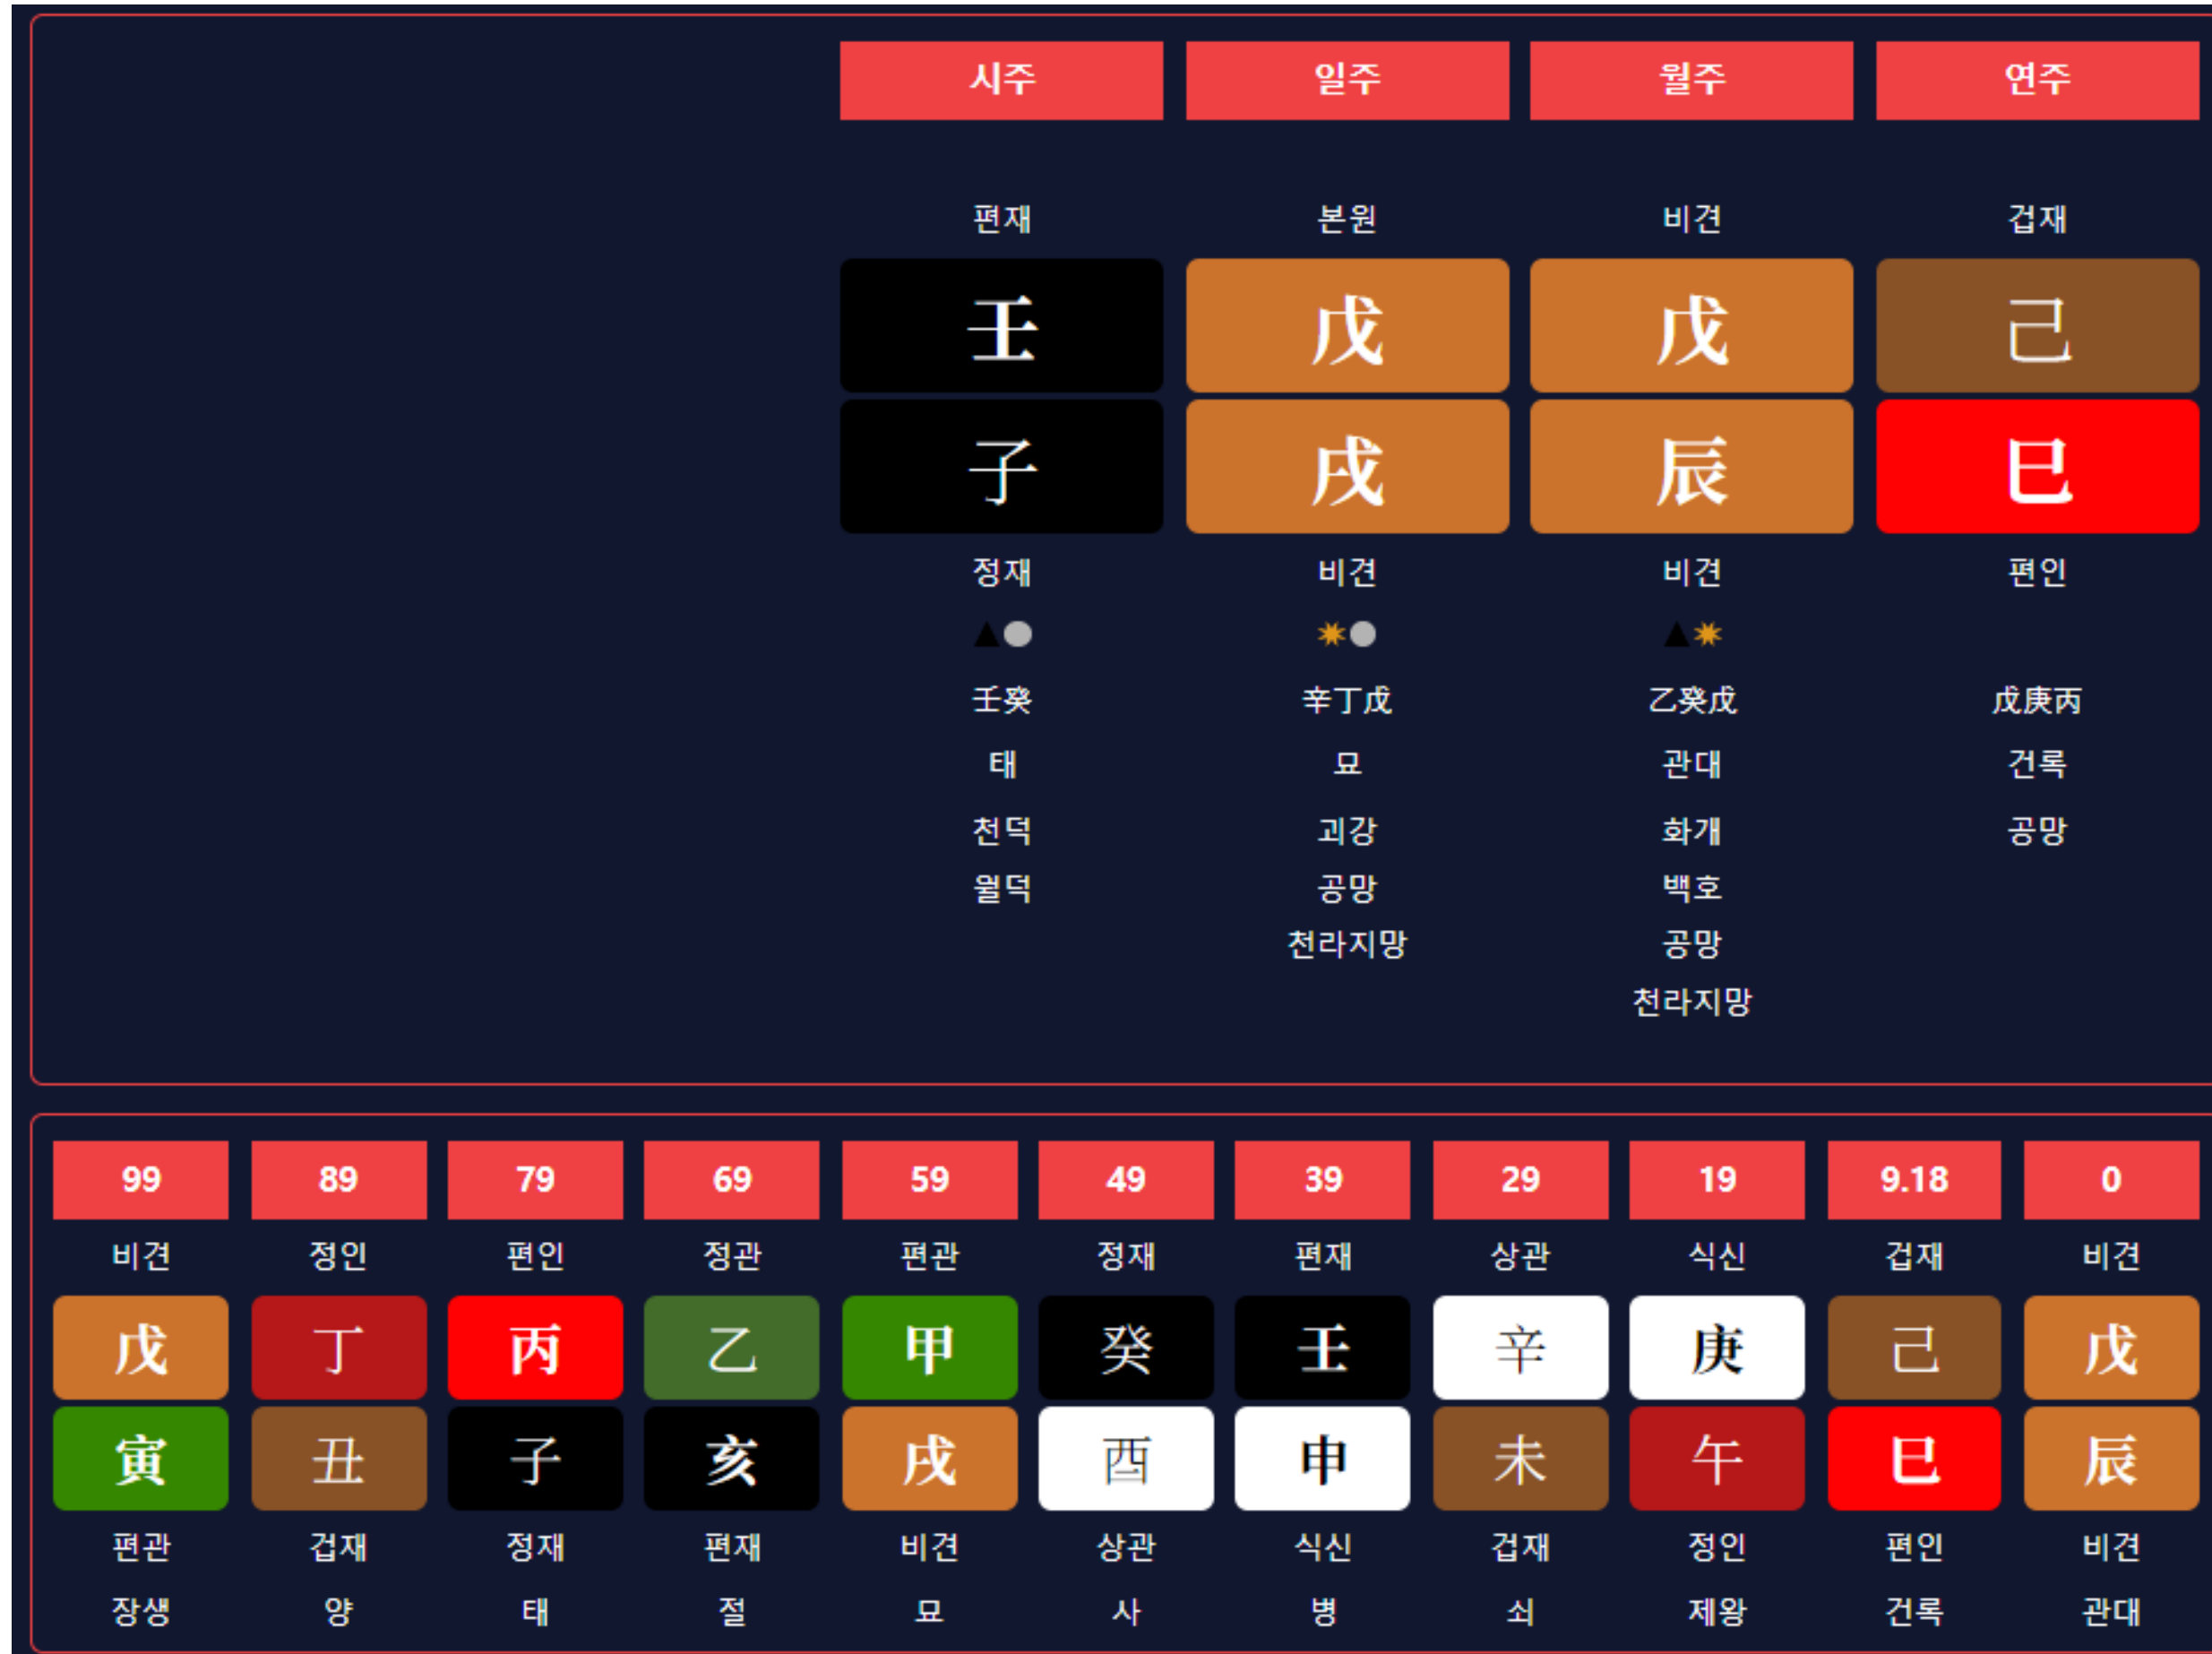 시주 일주 월주 연주
편재 본원 비견 겁재
壬 戊 戊 己
子 戌 辰 巳
정재 비견 비견 편인
壬癸 辛丁戊 乙癸戊 戊庚丙
태 묘 관대 건록
천덕 괴강 화개 공망
월덕 공망 백호
천라지망 공망
천라지망
99 89 79 69 59 49 39 29 19 9.18 0
비견 정인 편인 정관 편관 정재 편재 상관 식신 겁재 비견
戊 丁 丙 乙 甲 癸 壬 辛 庚 己 戊
寅 丑 子 亥 戌 酉 申 未 午 巳 辰
편관 겁재 정재 편재 비견 상관 식신 겁재 정인 편인 비견
장생 양 태 절 묘 사 병 쇠 제왕 건록 관대